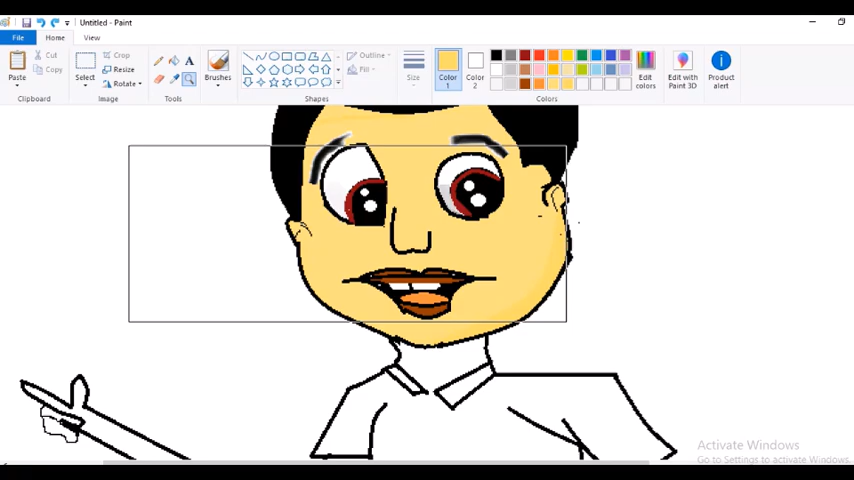 Untitled - Paint
File Home View
Paste
Cut
Copy
Clipboard
Select
Crop
Resize
Rotate
Image
A
Tools
Brushes
Shapes
Outline
Fill
Size
Color 1
Color 2
Colors
Edit colors
Edit with Paint 3D
Product alert
Activate Windows
Go to Settings to activate Windows.